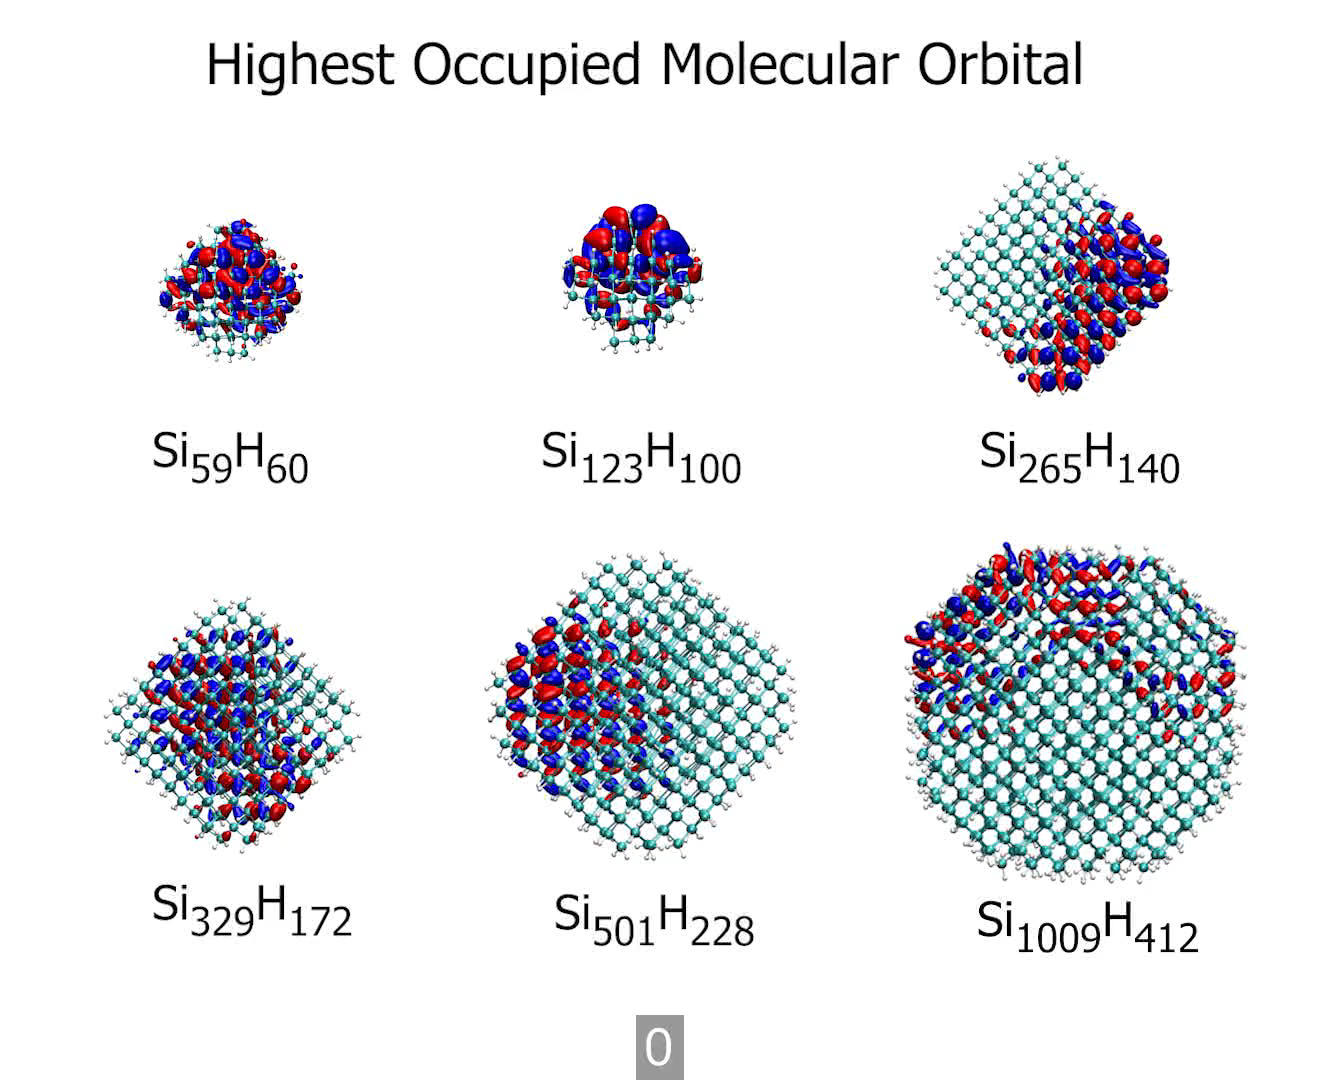 Highest Occupied Molecular Orbital
Si59H60
Si123H100
Si265H140
Si329H172
Si501H228
Si1009H412
0